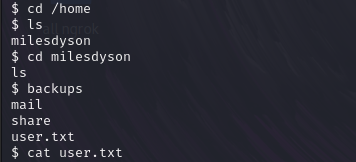 $ cd /home
$ ls
milesdyson
$ cd milesdyson
ls
$ backups
mail
share
user.txt
$ cat user.txt